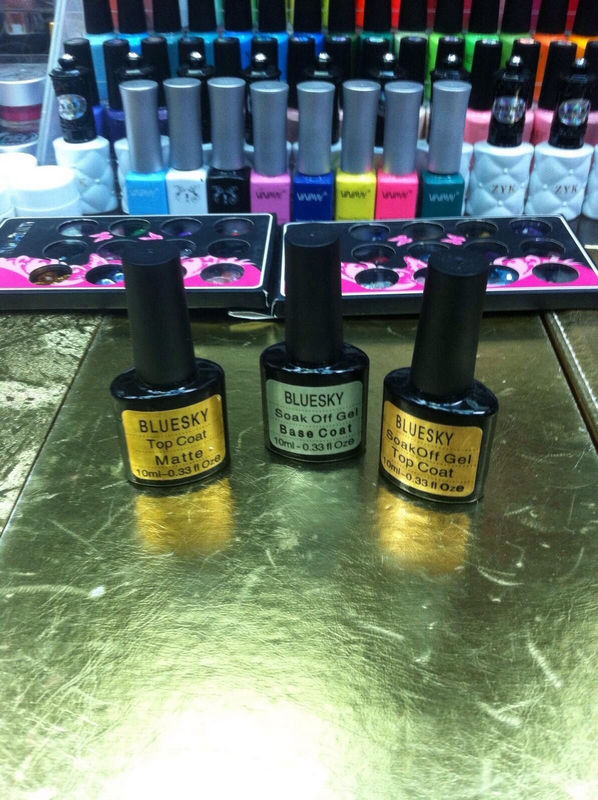 ZYK
ZYK
BLUESKY
Top Coat
Matte
10ml-0.33 fl Oze
BLUESKY
Soak Off Gel
Base Coat
10ml-0.33 fl Oze
BLUESKY
SoakOff Gel
Top Coat
10ml-0.33 fl Oze